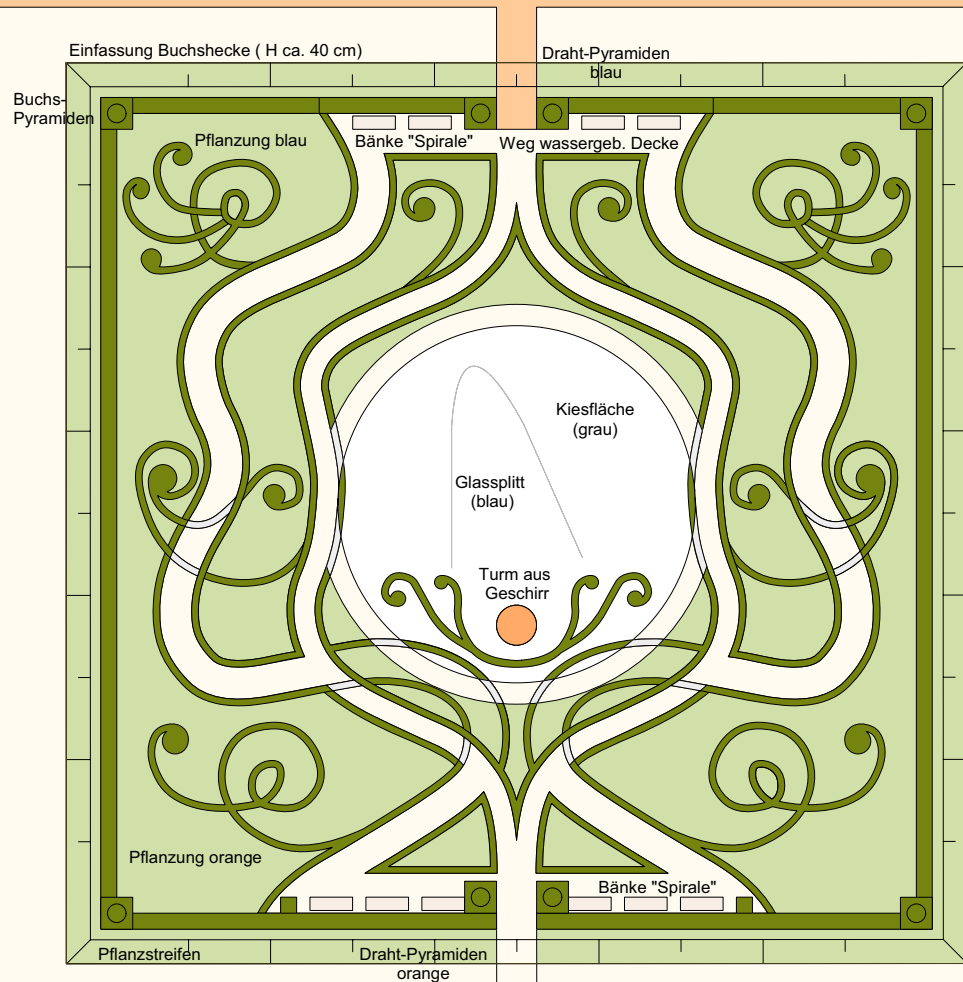 Einfassung Buchshecke ( H ca. 40 cm)
Draht-Pyramiden
blau
Buchs-
Pyramiden
Pflanzung blau
Bänke "Spirale"
Weg wassergeb. Decke
Kiesfläche
(grau)
Glassplitt
(blau)
Turm aus
Geschirr
Pflanzung orange
Bänke "Spirale"
Pflanzstreifen
Draht-Pyramiden
orange